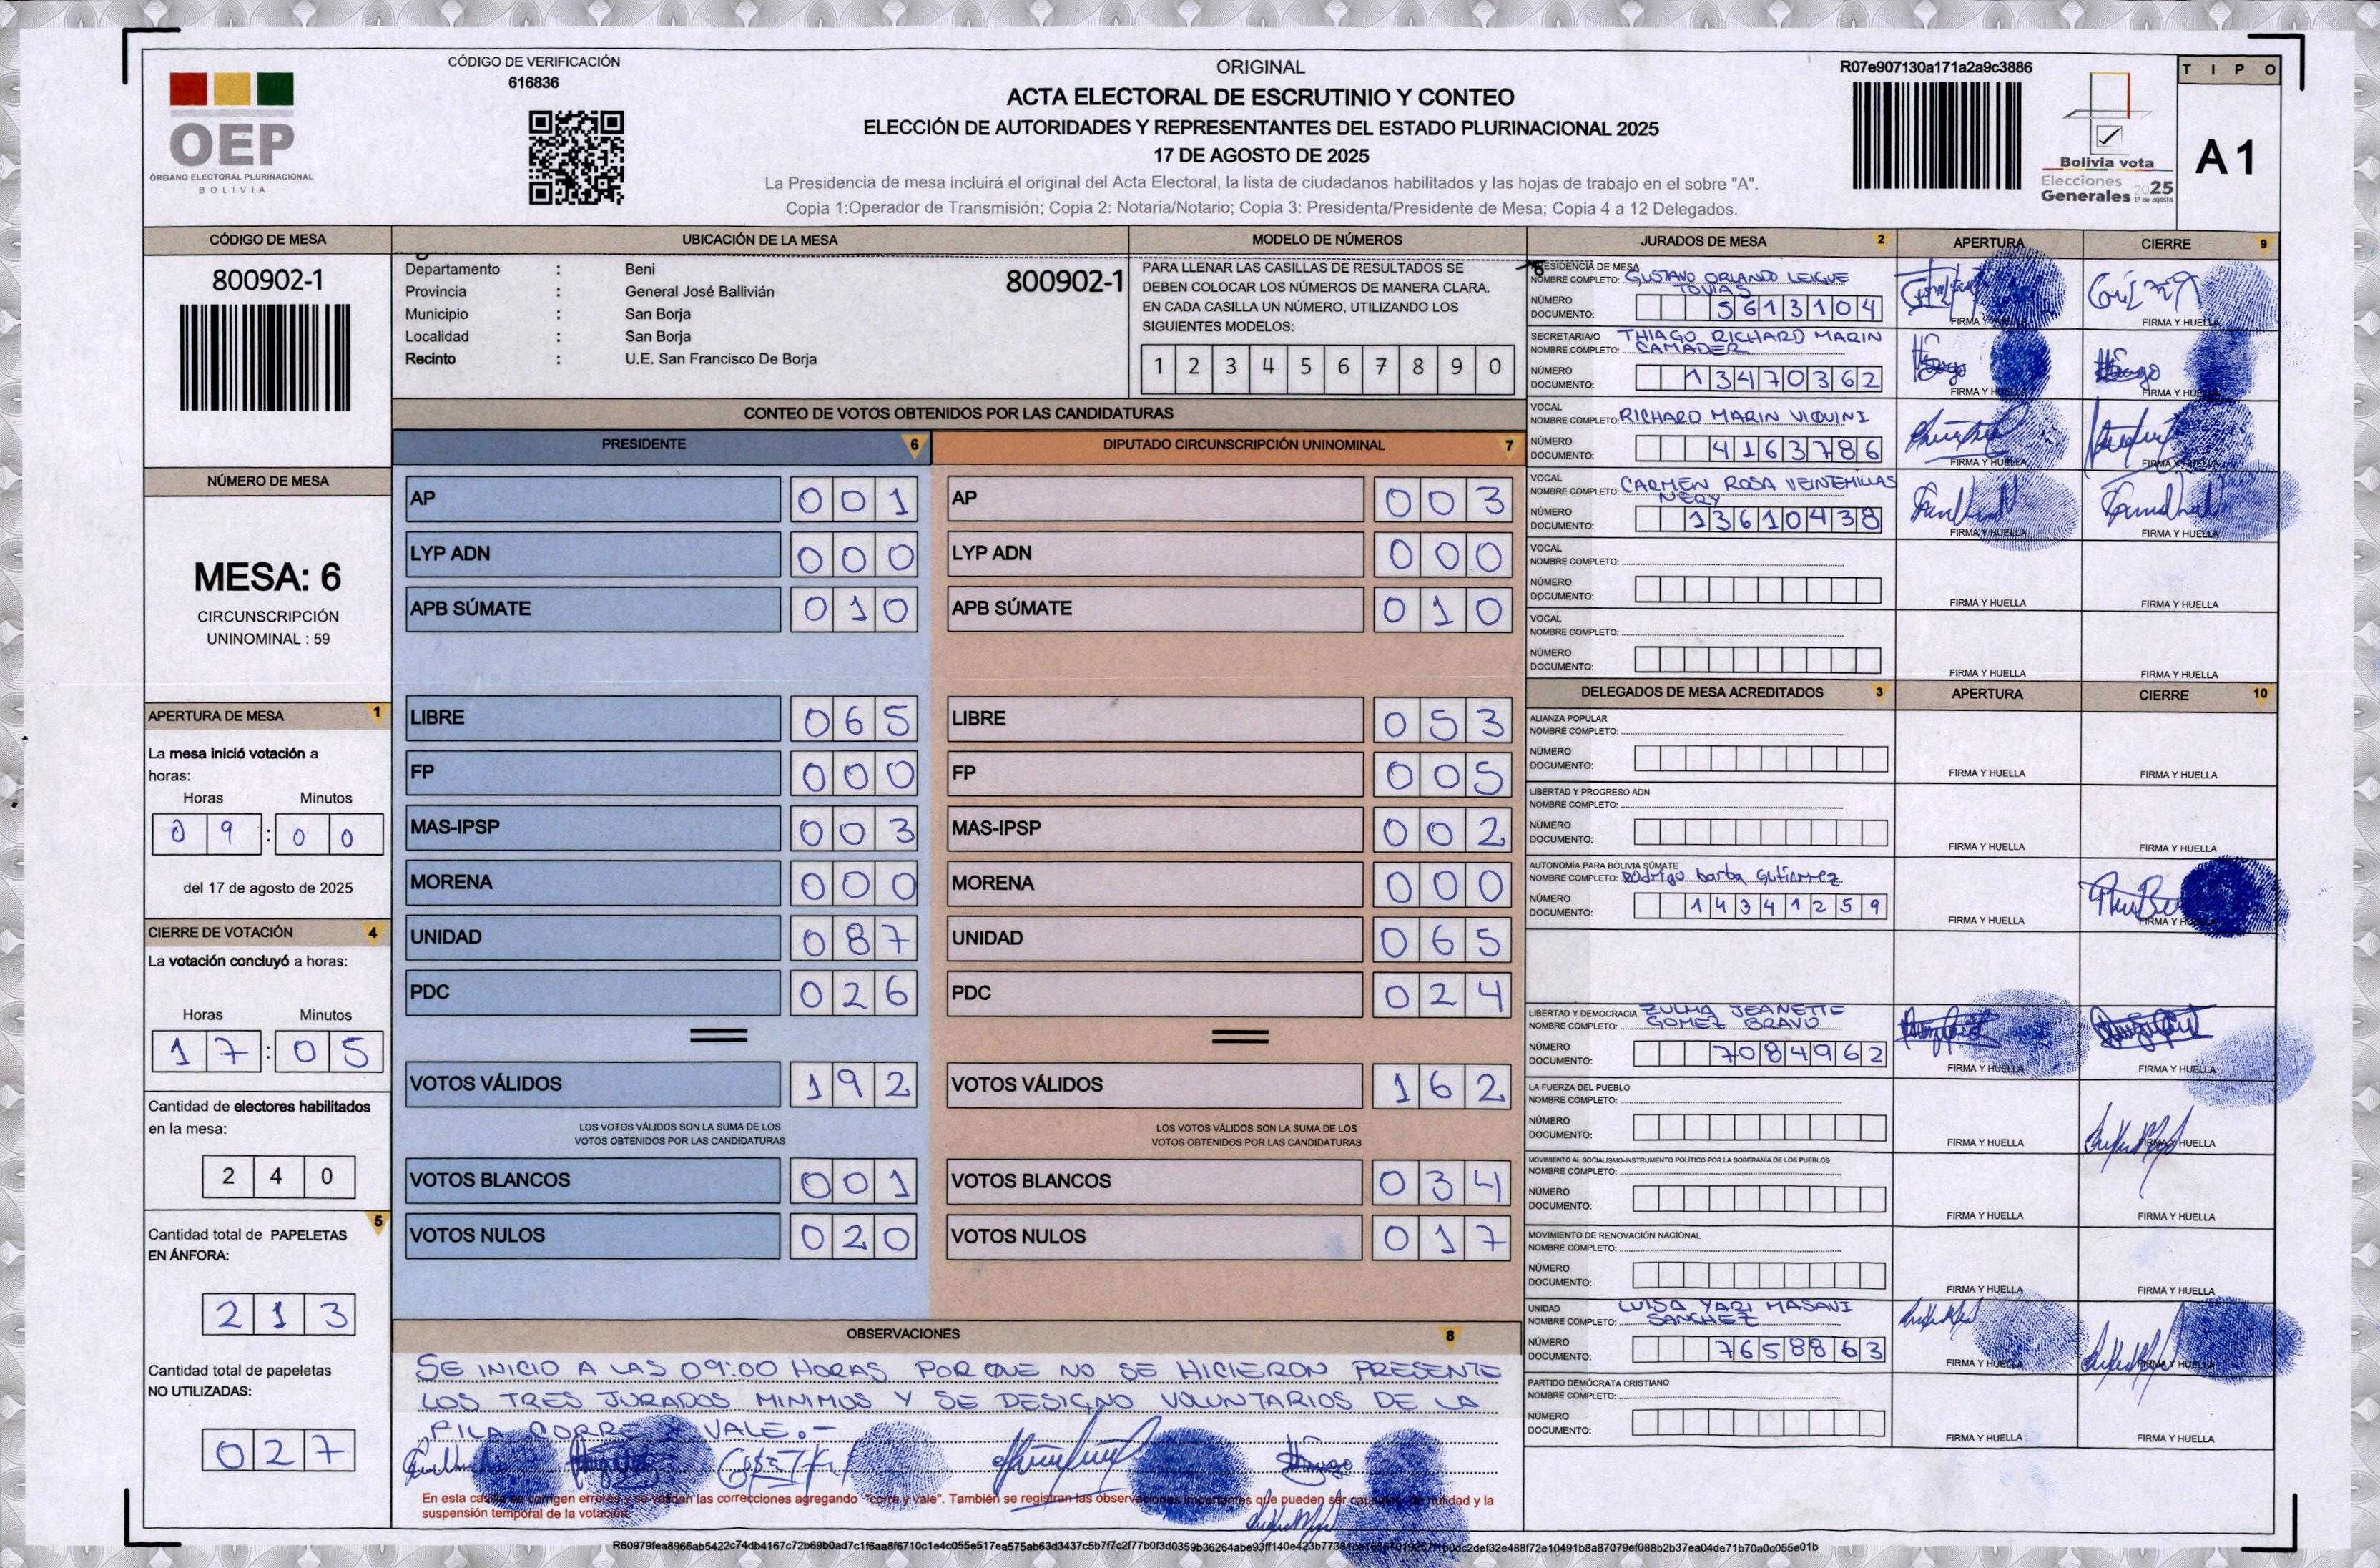 CÓDIGO DE VERIFICACIÓN
616836
OEP
ÓRGANO ELECTORAL PLURINACIONAL
BOLIVIA
ORIGINAL
ACTA ELECTORAL DE ESCRUTINIO Y CONTEO
ELECCIÓN DE AUTORIDADES Y REPRESENTANTES DEL ESTADO PLURINACIONAL 2025
17 DE AGOSTO DE 2025
La Presidencia de mesa incluirá el original del Acta Electoral, la lista de ciudadanos habilitados y las hojas de trabajo en el sobre "A".
Copia 1:Operador de Transmisión; Copia 2: Notaria/Notario; Copia 3: Presidenta/Presidente de Mesa; Copia 4 a 12 Delegados.
R07e907130a171a2a9c3886
Bolivia vota
Elecciones
Generales 2025
17 de agosto
TIPO
A1
CÓDIGO DE MESA
800902-1
NÚMERO DE MESA
MESA: 6
CIRCUNSCRIPCIÓN
UNINOMINAL : 59
APERTURA DE MESA 1
La mesa inició votación a
horas:
Horas Minutos
09:00
del 17 de agosto de 2025
CIERRE DE VOTACIÓN 4
La votación concluyó a horas:
Horas Minutos
17:05
Cantidad de electores habilitados
en la mesa:
240
5
Cantidad total de PAPELETAS
EN ÁNFORA:
213
Cantidad total de papeletas
NO UTILIZADAS:
027
UBICACIÓN DE LA MESA
Departamento : Beni
800902-1
Provincia : General José Ballivián
Municipio : San Borja
Localidad : San Borja
Recinto : U.E. San Francisco De Borja
MODELO DE NÚMEROS
PARA LLENAR LAS CASILLAS DE RESULTADOS SE
DEBEN COLOCAR LOS NÚMEROS DE MANERA CLARA.
EN CADA CASILLA UN NÚMERO, UTILIZANDO LOS
SIGUIENTES MODELOS:
1 2 3 4 5 6 7 8 9 0
CONTEO DE VOTOS OBTENIDOS POR LAS CANDIDATURAS
PRESIDENTE 6
AP 001
LYP ADN 000
APB SÚMATE 010
LIBRE 065
FP 000
MAS-IPSP 003
MORENA 000
UNIDAD 087
PDC 026
VOTOS VÁLIDOS 192
LOS VOTOS VÁLIDOS SON LA SUMA DE LOS
VOTOS OBTENIDOS POR LAS CANDIDATURAS
VOTOS BLANCOS 001
VOTOS NULOS 020
DIPUTADO CIRCUNSCRIPCIÓN UNINOMINAL 7
AP 003
LYP ADN 000
APB SÚMATE 010
LIBRE 053
FP 005
MAS-IPSP 002
MORENA 000
UNIDAD 065
PDC 024
VOTOS VÁLIDOS 162
LOS VOTOS VÁLIDOS SON LA SUMA DE LOS
VOTOS OBTENIDOS POR LAS CANDIDATURAS
VOTOS BLANCOS 034
VOTOS NULOS 017
OBSERVACIONES 8
SE INICIO A LAS 09:00 HORAS PORQUE NO SE HICIERON PRESENTE
LOS TRES JURADOS MINIMOS Y SE DESIGNO VOLUNTARIOS DE LA
FILA CORRE Y VALE.-
En esta casilla se corrigen errores y se validan las correcciones agregando "corre y vale". También se registran las observaciones importantes que pueden ser causales de nulidad y la
suspensión temporal de la votación.
JURADOS DE MESA 2 APERTURA CIERRE 9
PRESIDENCIA DE MESA
NOMBRE COMPLETO: GUSTAVO ORLANDO LEIGUE
TOVIAS
NÚMERO
DOCUMENTO: 5613104
FIRMA Y HUELLA FIRMA Y HUELLA
SECRETARIA/O
NOMBRE COMPLETO: THIAGO RICHARD MARIN
CAMADER
NÚMERO
DOCUMENTO: 13470362
FIRMA Y HUELLA FIRMA Y HUELLA
VOCAL
NOMBRE COMPLETO: RICHARD MARIN VIQUINI
NÚMERO
DOCUMENTO: 4163786
FIRMA Y HUELLA FIRMA Y HUELLA
VOCAL
NOMBRE COMPLETO: CARMEN ROSA VEINTEMILLAS
NERY
NÚMERO
DOCUMENTO: 13610438
FIRMA Y HUELLA FIRMA Y HUELLA
VOCAL
NOMBRE COMPLETO:
NÚMERO
DOCUMENTO:
FIRMA Y HUELLA FIRMA Y HUELLA
VOCAL
NOMBRE COMPLETO:
NÚMERO
DOCUMENTO:
FIRMA Y HUELLA FIRMA Y HUELLA
DELEGADOS DE MESA ACREDITADOS 3 APERTURA CIERRE 10
ALIANZA POPULAR
NOMBRE COMPLETO:
NÚMERO
DOCUMENTO:
FIRMA Y HUELLA FIRMA Y HUELLA
LIBERTAD Y PROGRESO ADN
NOMBRE COMPLETO:
NÚMERO
DOCUMENTO:
FIRMA Y HUELLA FIRMA Y HUELLA
AUTONOMÍA PARA BOLIVIA SÚMATE
NOMBRE COMPLETO: Rodrigo barba Gutierrez
NÚMERO
DOCUMENTO: 14341259
FIRMA Y HUELLA FIRMA Y HUELLA
LIBERTAD Y DEMOCRACIA ZULMA JEANETTE
NOMBRE COMPLETO: GOMEZ BRAVO
NÚMERO
DOCUMENTO: 7084962
FIRMA Y HUELLA FIRMA Y HUELLA
LA FUERZA DEL PUEBLO
NOMBRE COMPLETO:
NÚMERO
DOCUMENTO:
FIRMA Y HUELLA FIRMA Y HUELLA
MOVIMIENTO AL SOCIALISMO-INSTRUMENTO POLÍTICO POR LA SOBERANÍA DE LOS PUEBLOS
NOMBRE COMPLETO:
NÚMERO
DOCUMENTO:
FIRMA Y HUELLA FIRMA Y HUELLA
MOVIMIENTO DE RENOVACIÓN NACIONAL
NOMBRE COMPLETO:
NÚMERO
DOCUMENTO:
FIRMA Y HUELLA FIRMA Y HUELLA
UNIDAD LUISA YARI MASAVI
NOMBRE COMPLETO: SANCHEZ
NÚMERO
DOCUMENTO: 7658863
FIRMA Y HUELLA FIRMA Y HUELLA
PARTIDO DEMÓCRATA CRISTIANO
NOMBRE COMPLETO:
NÚMERO
DOCUMENTO:
FIRMA Y HUELLA FIRMA Y HUELLA